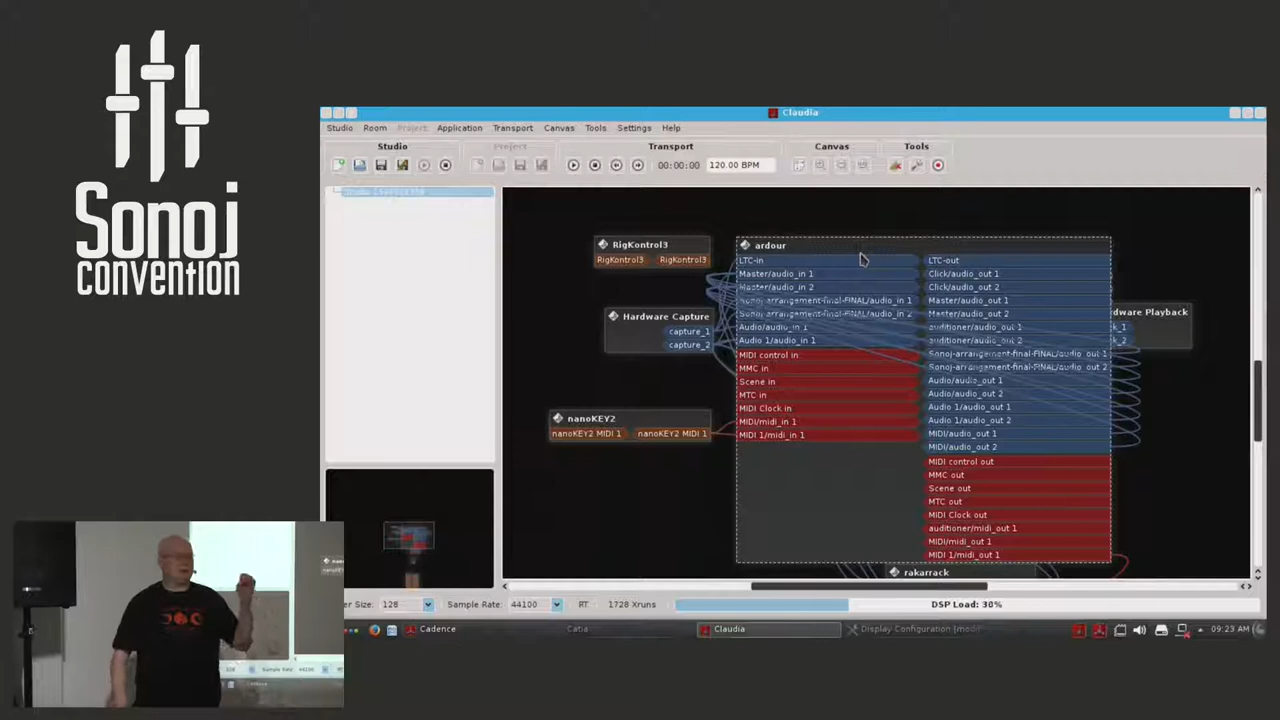 Sonoj
convention
Claudia
Studio Room Project Application Transport Canvas Tools Settings Help
Studio Project Transport Canvas Tools
00:00:00 120.00 BPM
RigKontrol3
RigKontrol3 RigKontrol3
Hardware Capture
capture_1
capture_2
nanoKEY2
nanoKEY2 MIDI 1 nanoKEY2 MIDI 1
ardour
LTC-in
Master/audio_in 1
Master/audio_in 2
Sonoj-arrangement-final-FINAL/audio_in 1
Sonoj-arrangement-final-FINAL/audio_in 2
Audio/audio_in 1
Audio 1/audio_in 1
MIDI control in
MMC in
Scene in
MTC in
MIDI Clock in
MIDI/midi_in 1
MIDI 1/midi_in 1
LTC-out
Click/audio_out 1
Click/audio_out 2
Master/audio_out 1
Master/audio_out 2
auditioner/audio_out 1
auditioner/audio_out 2
Sonoj-arrangement-final-FINAL/audio_out 1
Sonoj-arrangement-final-FINAL/audio_out 2
Audio/audio_out 1
Audio/audio_out 2
Audio 1/audio_out 1
Audio 1/audio_out 2
MIDI/audio_out 1
MIDI/audio_out 2
MIDI control out
MMC out
Scene out
MTC out
MIDI Clock out
auditioner/midi_out 1
MIDI/midi_out 1
MIDI 1/midi_out 1
dware Playback
k_1
k_2
rakarrack
er Size: 128 Sample Rate: 44100 RT 1728 Xruns DSP Load: 30%
Cadence Catia Claudia Display Configuration [modif 09:23 AM